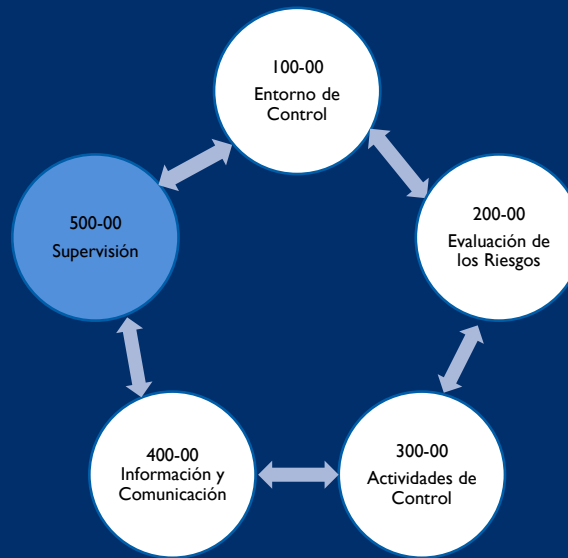 100-00
Entorno de
Control
200-00
Evaluación de
los Riesgos
300-00
Actividades de
Control
400-00
Información y
Comunicación
500-00
Supervisión